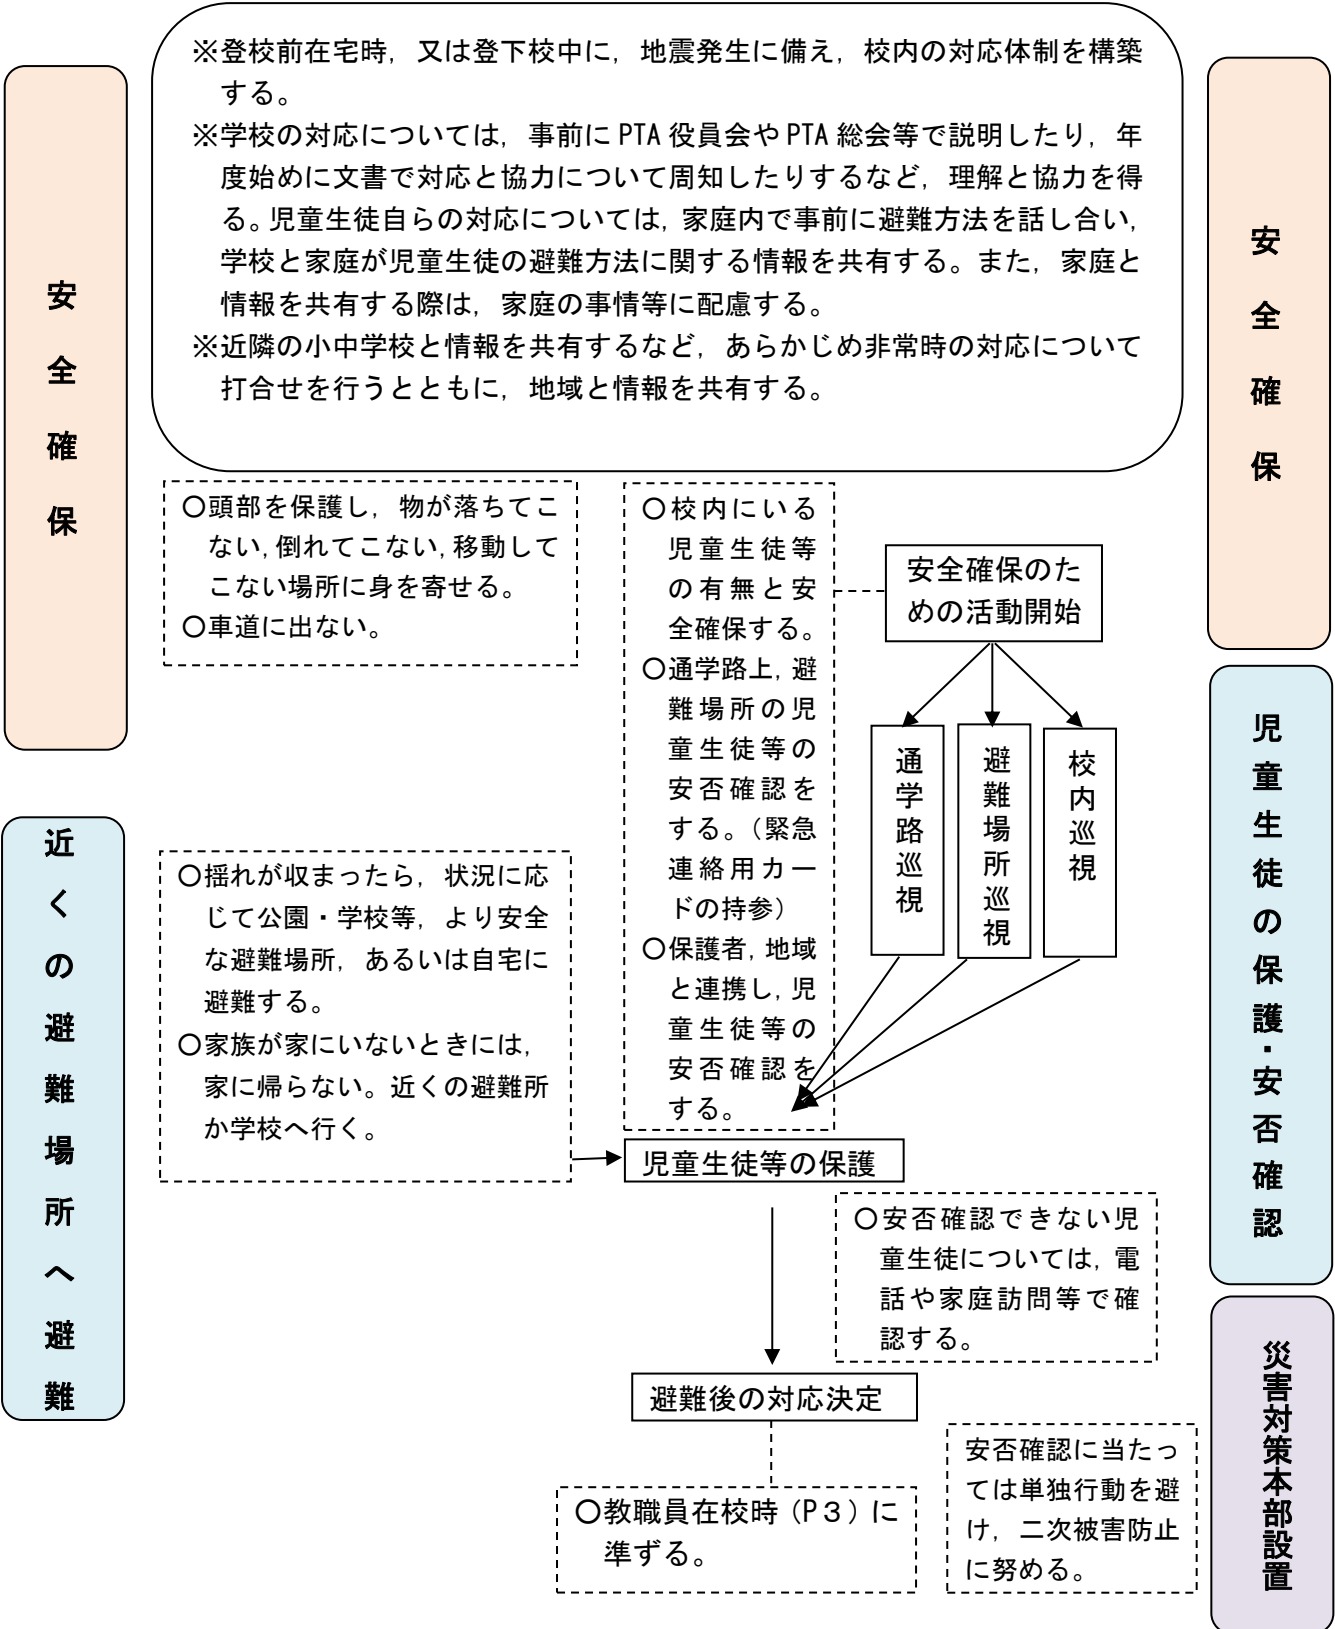 ※登校前在宅時，又は登下校中に，地震発生に備え，校内の対応体制を構築
する。
※学校の対応については，事前にPTA役員会やPTA総会等で説明したり，年
度始めに文書で対応と協力について周知したりするなど，理解と協力を得
る。児童生徒自らの対応については，家庭内で事前に避難方法を話し合い，
学校と家庭が児童生徒の避難方法に関する情報を共有する。また，家庭と
情報を共有する際は，家庭の事情等に配慮する。
※近隣の小中学校と情報を共有するなど，あらかじめ非常時の対応について
打合せを行うとともに，地域と情報を共有する。
安全確保
安全確保
〇頭部を保護し，物が落ちてこ
ない，倒れてこない，移動して
こない場所に身を寄せる。
〇車道に出ない。
〇校内にいる
児童生徒等
の有無と安
全確保する。
〇通学路上，避
難場所の児
童生徒等の
安否確認を
する。（緊急
連絡用カー
ドの持参）
〇保護者，地域
と連携し，児
童生徒等の
安否確認を
する。
安全確保のた
めの活動開始
通学路巡視
避難場所巡視
校内巡視
児童生徒の保護・安否確認
近くの避難場所へ避難
〇揺れが収まったら，状況に応
じて公園・学校等，より安全
な避難場所，あるいは自宅に
避難する。
〇家族が家にいないときには，
家に帰らない。近くの避難所
か学校へ行く。
児童生徒等の保護
〇安否確認できない児
童生徒については，電
話や家庭訪問等で確
認する。
避難後の対応決定
〇教職員在校時（P３）に
準ずる。
安否確認に当たっ
ては単独行動を避
け，二次被害防止
に努める。
災害対策本部設置